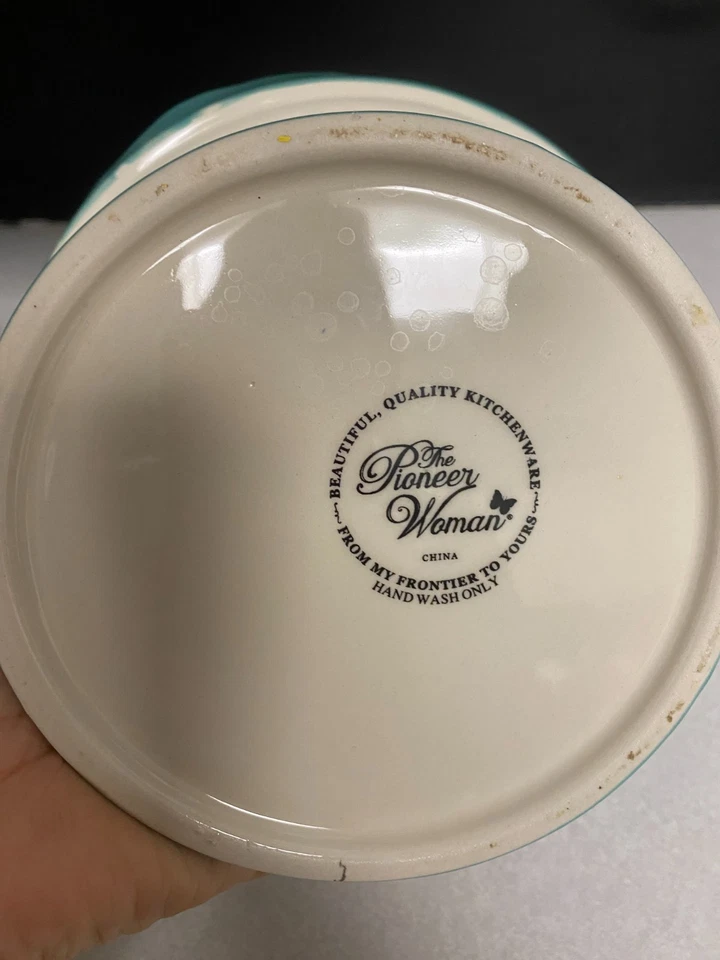 BEAUTIFUL, QUALITY KITCHENWARE
The
Pioneer
Woman®
CHINA
FROM MY FRONTIER TO YOURS
HAND WASH ONLY